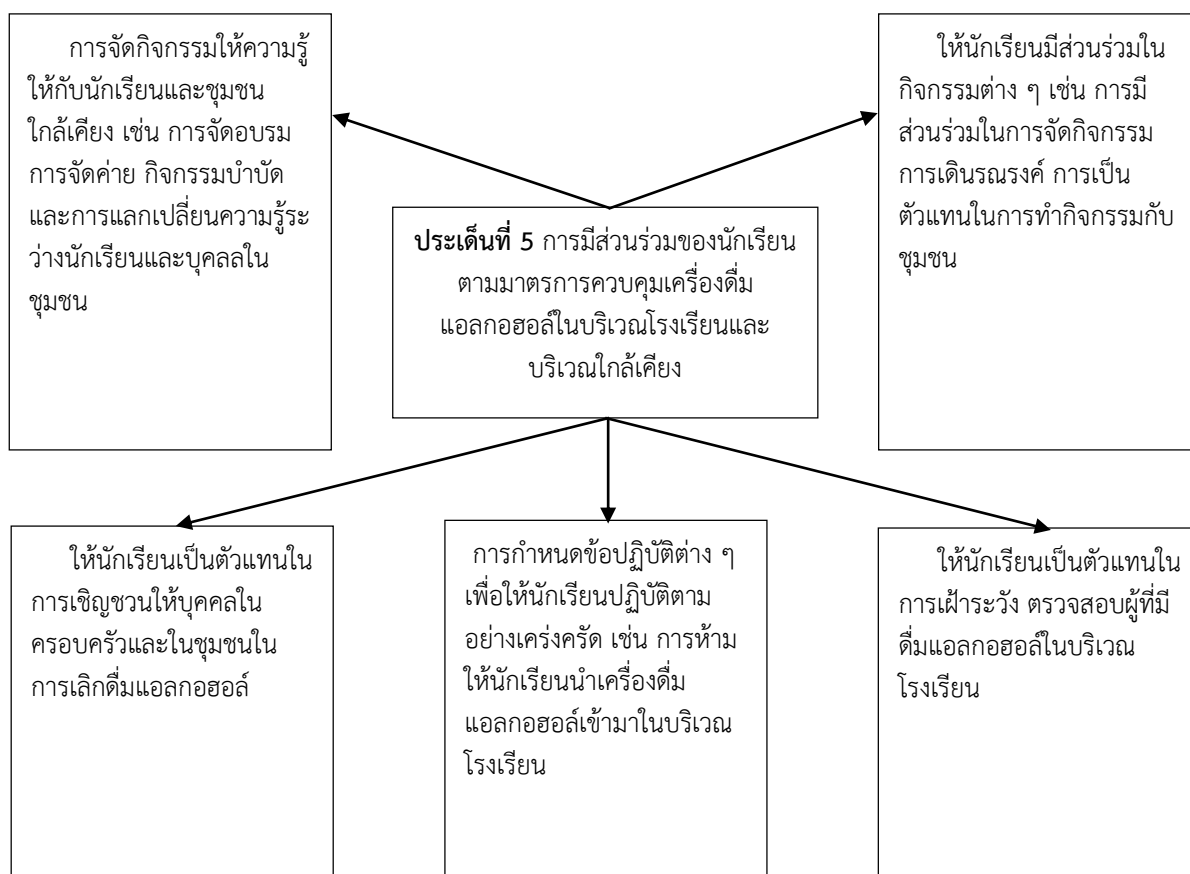 การจัดกิจกรรมให้ความรู้
ให้กับนักเรียนและชุมชน
ใกล้เคียง เช่น การจัดอบรม
การจัดค่าย กิจกรรมบำบัด
และการแลกเปลี่ยนความรู้ระ
ว่างนักเรียนและบุคลลใน
ชุมชน
ให้นักเรียนมีส่วนร่วมใน
กิจกรรมต่าง ๆ เช่น การมี
ส่วนร่วมในการจัดกิจกรรม
การเดินรณรงค์ การเป็น
ตัวแทนในการทำกิจกรรมกับ
ชุมชน
ประเด็นที่ 5 การมีส่วนร่วมของนักเรียน
ตามมาตรการควบคุมเครื่องดื่ม
แอลกอฮอล์ในบริเวณโรงเรียนและ
บริเวณใกล้เคียง
ให้นักเรียนเป็นตัวแทนใน
การเชิญชวนให้บุคคลใน
ครอบครัวและในชุมชนใน
การเลิกดื่มแอลกอฮอล์
การกำหนดข้อปฏิบัติต่าง ๆ
เพื่อให้นักเรียนปฏิบัติตาม
อย่างเคร่งครัด เช่น การห้าม
ให้นักเรียนนำเครื่องดื่ม
แอลกอฮอล์เข้ามาในบริเวณ
โรงเรียน
ให้นักเรียนเป็นตัวแทนใน
การเฝ้าระวัง ตรวจสอบผู้ที่มี
ดื่มแอลกอฮอล์ในบริเวณ
โรงเรียน